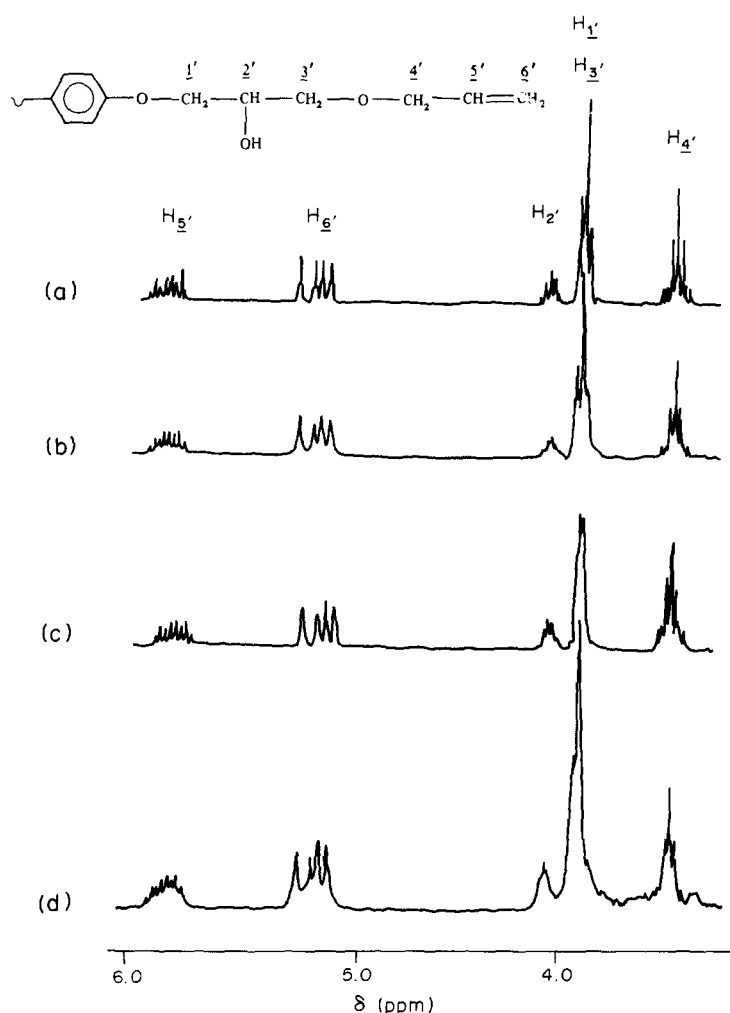 H1'
1' 2' 3' 4' 5' 6'
H3'
O—CH2—CH—CH2—O—CH2—CH=CH2
OH
H4'
H5' H6' H2'
(a)
(b)
(c)
(d)
6.0 5.0 4.0
δ (ppm)